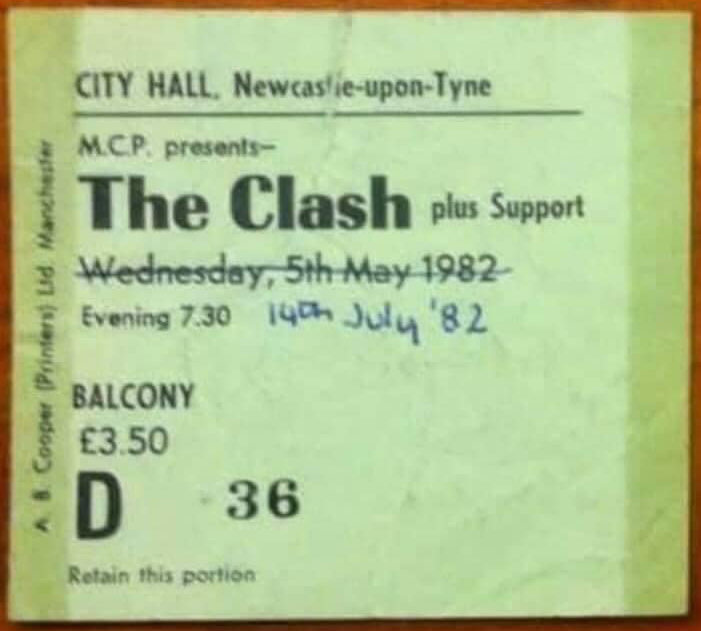 CITY HALL, Newcastle-upon-Tyne
M.C.P. presents—
The Clash plus Support
Wednesday, 5th May 1982
Evening 7.30 14th July '82
BALCONY
£3.50
D 36
Retain this portion
A. B. Cooper (Printers) Ltd. Manchester